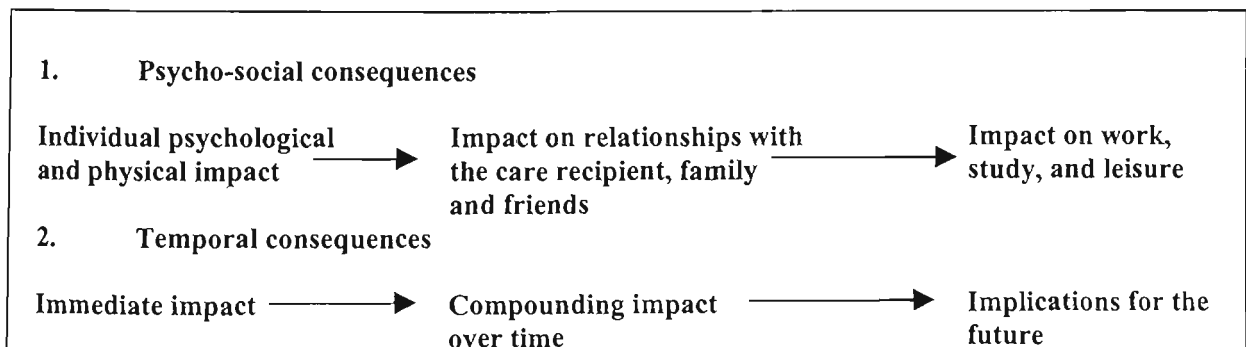 1. Psycho-social consequences
Individual psychological and physical impact
Impact on relationships with the care recipient, family and friends
Impact on work, study, and leisure
2. Temporal consequences
Immediate impact
Compounding impact over time
Implications for the future